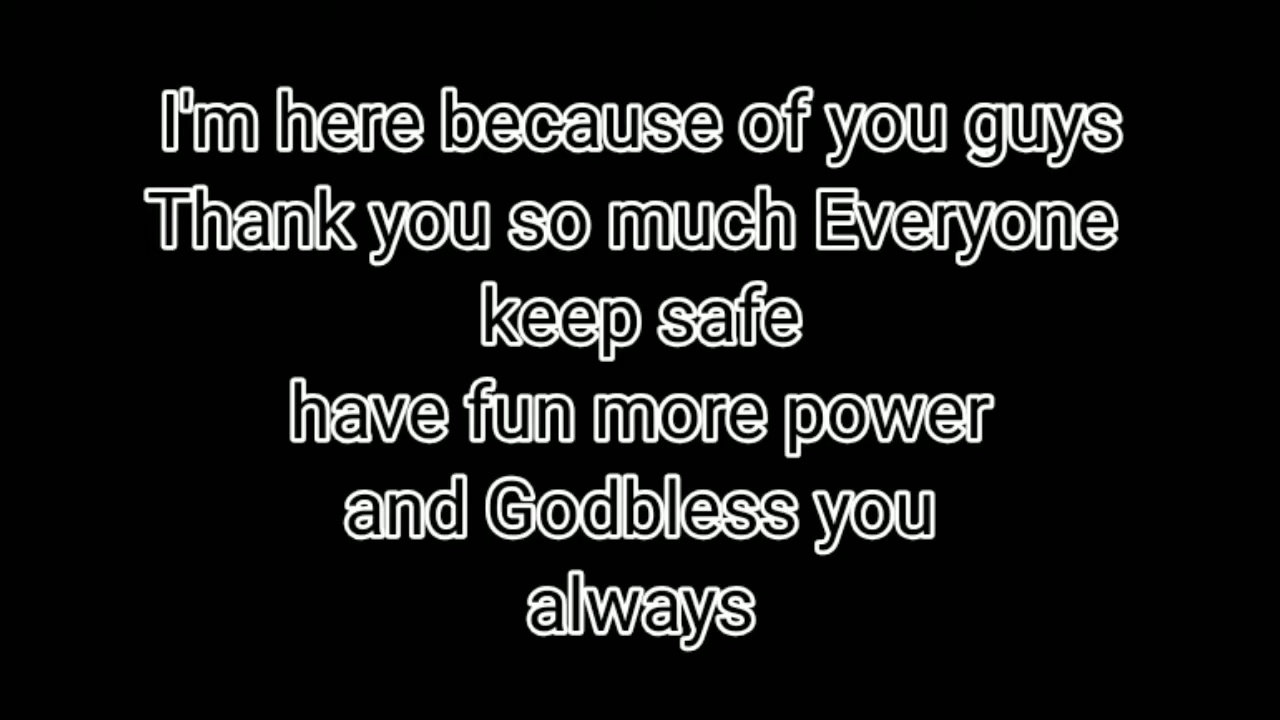 I'm here because of you guys
Thank you so much Everyone
keep safe
have fun more power
and Godbless you
always